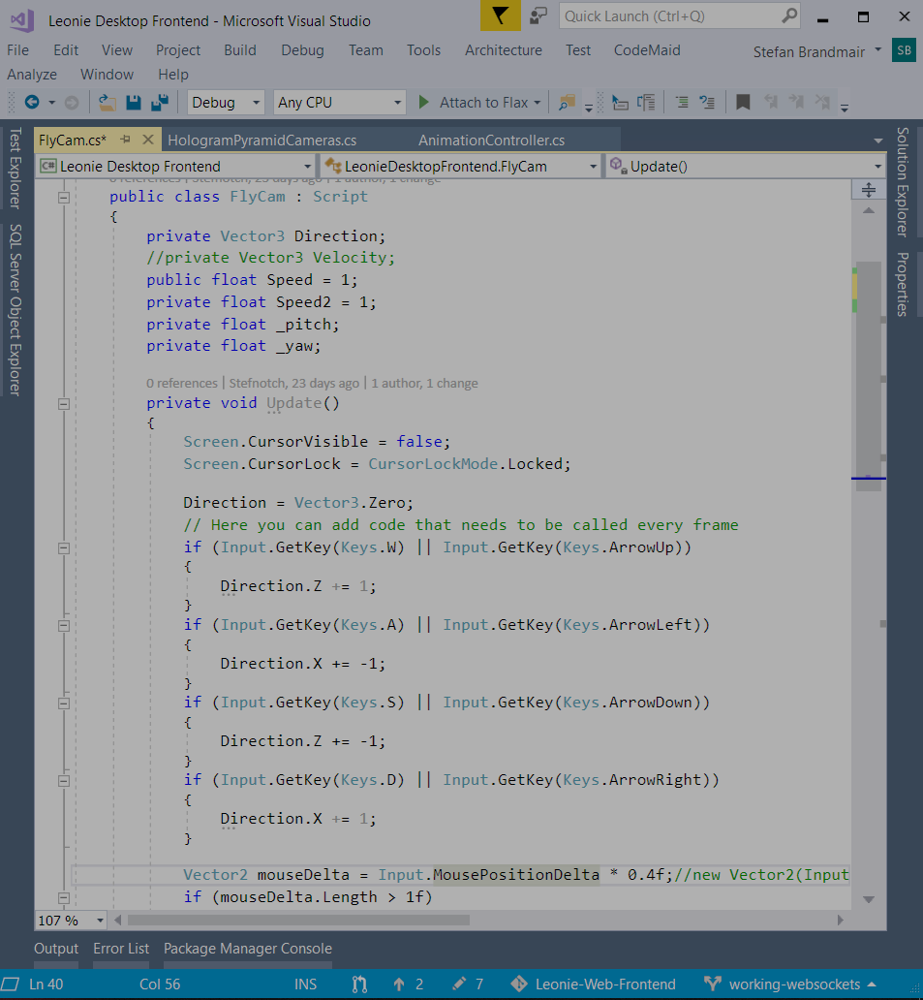 Leonie Desktop Frontend - Microsoft Visual Studio
Quick Launch (Ctrl+Q)
File Edit View Project Build Debug Team Tools Architecture Test CodeMaid
Stefan Brandmair
SB
Analyze Window Help
Debug
Any CPU
Attach to Flax
Test Explorer
SQL Server Object Explorer
FlyCam.cs*
HologramPyramidCameras.cs
AnimationController.cs
C# Leonie Desktop Frontend
LeonieDesktopFrontend.FlyCam
Update()
0 references | Stefnotch, 23 days ago | 1 author, 1 change
public class FlyCam : Script
{
private Vector3 Direction;
//private Vector3 Velocity;
public float Speed = 1;
private float Speed2 = 1;
private float _pitch;
private float _yaw;
0 references | Stefnotch, 23 days ago | 1 author, 1 change
private void Update()
{
Screen.CursorVisible = false;
Screen.CursorLock = CursorLockMode.Locked;
Direction = Vector3.Zero;
// Here you can add code that needs to be called every frame
if (Input.GetKey(Keys.W) || Input.GetKey(Keys.ArrowUp))
{
Direction.Z += 1;
}
if (Input.GetKey(Keys.A) || Input.GetKey(Keys.ArrowLeft))
{
Direction.X += -1;
}
if (Input.GetKey(Keys.S) || Input.GetKey(Keys.ArrowDown))
{
Direction.Z += -1;
}
if (Input.GetKey(Keys.D) || Input.GetKey(Keys.ArrowRight))
{
Direction.X += 1;
}
Vector2 mouseDelta = Input.MousePositionDelta * 0.4f;//new Vector2(Input
if (mouseDelta.Length > 1f)
107 %
Solution Explorer
Properties
Output Error List Package Manager Console
Ln 40 Col 56 INS 2 7 Leonie-Web-Frontend working-websockets